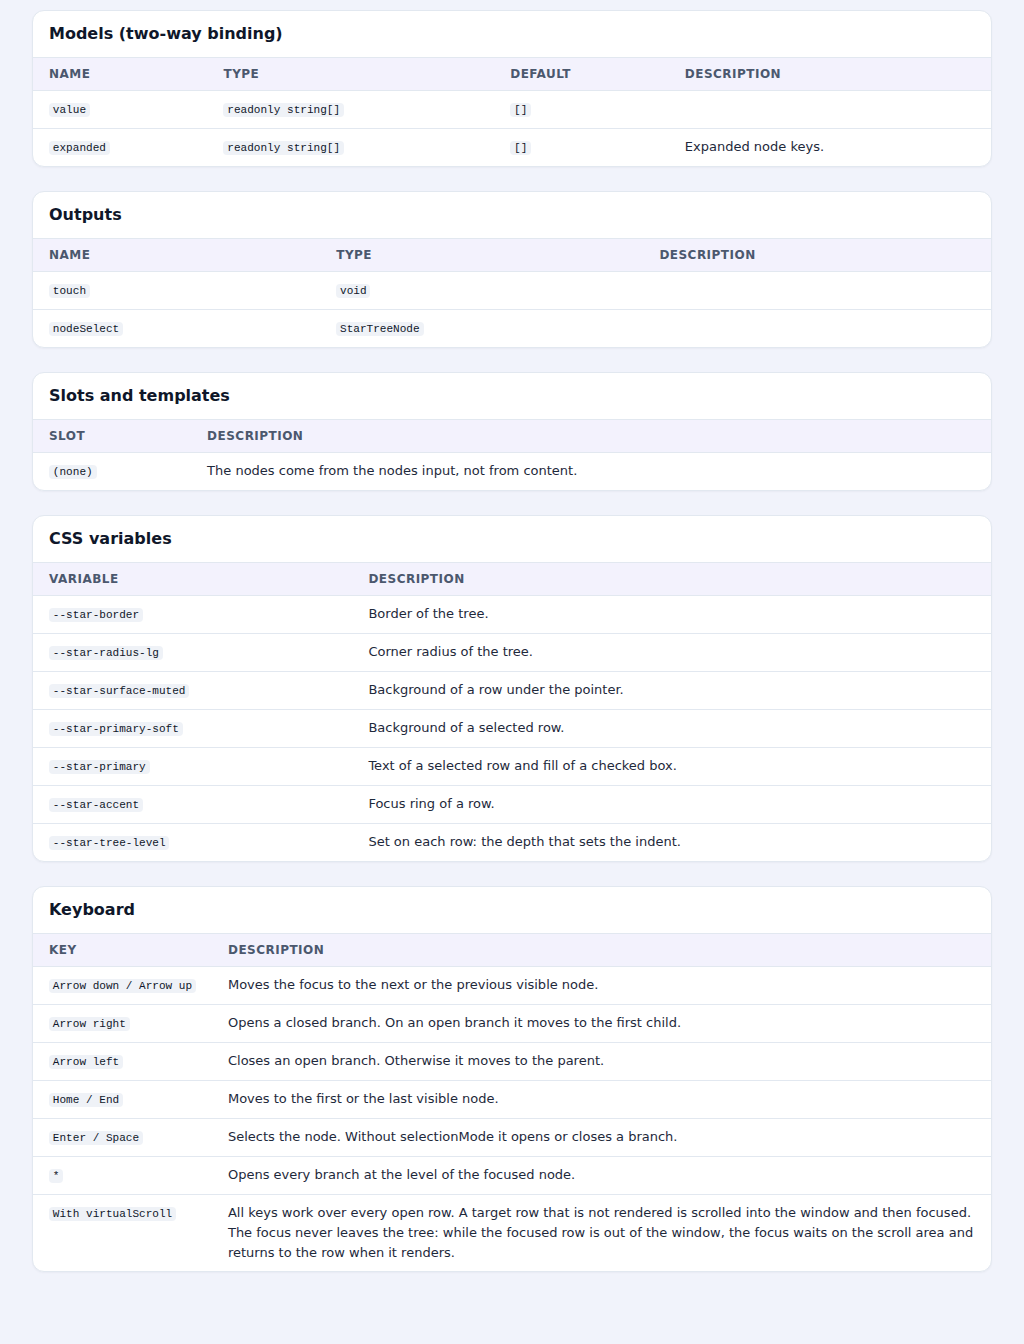 Models (two-way binding)
NAME TYPE DEFAULT DESCRIPTION
value readonly string[] []
expanded readonly string[] [] Expanded node keys.
Outputs
NAME TYPE DESCRIPTION
touch void
nodeSelect StarTreeNode
Slots and templates
SLOT DESCRIPTION
(none) The nodes come from the nodes input, not from content.
CSS variables
VARIABLE DESCRIPTION
--star-border Border of the tree.
--star-radius-lg Corner radius of the tree.
--star-surface-muted Background of a row under the pointer.
--star-primary-soft Background of a selected row.
--star-primary Text of a selected row and fill of a checked box.
--star-accent Focus ring of a row.
--star-tree-level Set on each row: the depth that sets the indent.
Keyboard
KEY DESCRIPTION
Arrow down / Arrow up Moves the focus to the next or the previous visible node.
Arrow right Opens a closed branch. On an open branch it moves to the first child.
Arrow left Closes an open branch. Otherwise it moves to the parent.
Home / End Moves to the first or the last visible node.
Enter / Space Selects the node. Without selectionMode it opens or closes a branch.
* Opens every branch at the level of the focused node.
With virtualScroll All keys work over every open row. A target row that is not rendered is scrolled into the window and then focused.
The focus never leaves the tree: while the focused row is out of the window, the focus waits on the scroll area and
returns to the row when it renders.